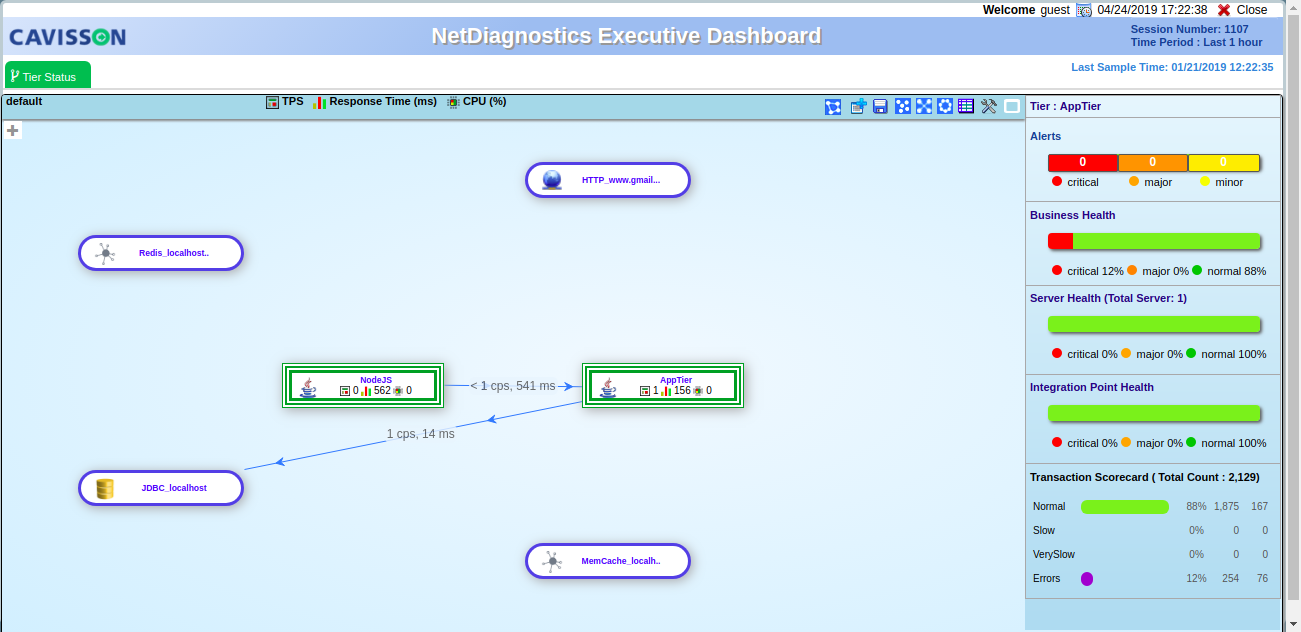 Welcome guest 04/24/2019 17:22:38 Close
CAVISSON
NetDiagnostics Executive Dashboard
Session Number: 1107
Time Period : Last 1 hour
Tier Status
Last Sample Time: 01/21/2019 12:22:35
default
TPS Response Time (ms) CPU (%)
HTTP_www.gmail...
Redis_localhost..
NodeJS
0 562 0
< 1 cps, 541 ms
AppTier
1 156 0
1 cps, 14 ms
JDBC_localhost
MemCache_localh..
Tier : AppTier
Alerts
0 0 0
critical major minor
Business Health
critical 12% major 0% normal 88%
Server Health (Total Server: 1)
critical 0% major 0% normal 100%
Integration Point Health
critical 0% major 0% normal 100%
Transaction Scorecard ( Total Count : 2,129)
Normal 88% 1,875 167
Slow 0% 0 0
VerySlow 0% 0 0
Errors 12% 254 76